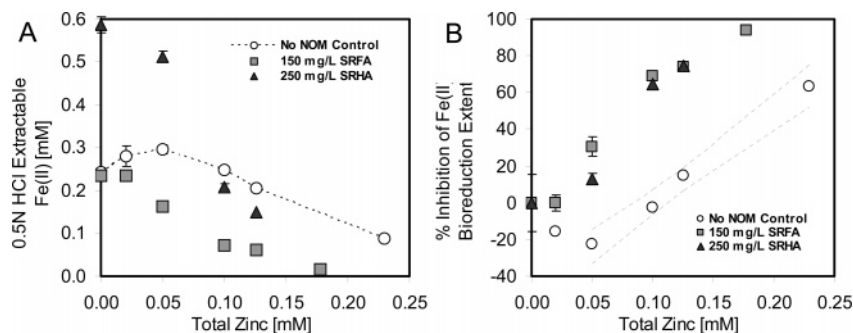 A
0.5N HCl Extractable
Fe(II) [mM]
0.6
0.5
0.4
0.3
0.2
0.1
0.0
No NOM Control
150 mg/L SRFA
250 mg/L SRHA
0.00 0.05 0.10 0.15 0.20 0.25
Total Zinc [mM]
B
% Inhibition of Fe(II
Bioreduction Extent
100
80
60
40
20
0
-20
-40
No NOM Control
150 mg/L SRFA
250 mg/L SRHA
0.00 0.05 0.10 0.15 0.20 0.25
Total Zinc [mM]